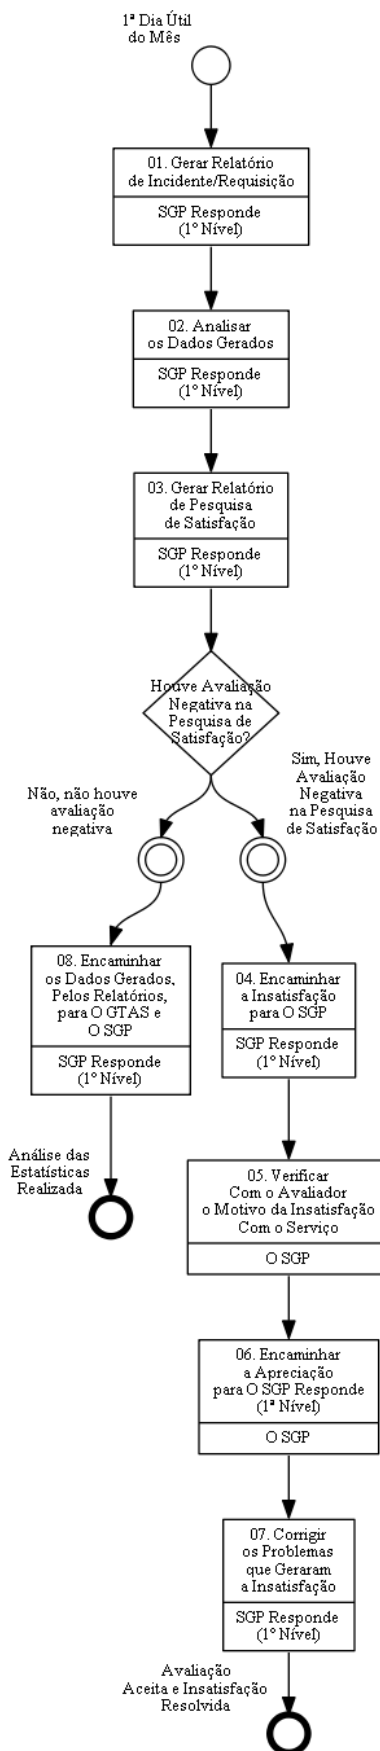 1ª Dia Útil
do Mês
01. Gerar Relatório
de Incidente/Requisição
SGP Responde
(1º Nível)
02. Analisar
os Dados Gerados
SGP Responde
(1º Nível)
03. Gerar Relatório
de Pesquisa
de Satisfação
SGP Responde
(1º Nível)
Houve Avaliação
Negativa na
Pesquisa de
Satisfação?
Não, não houve
avaliação
negativa
Sim, Houve
Avaliação
Negativa
na Pesquisa
de Satisfação
08. Encaminhar
os Dados Gerados,
Pelos Relatórios,
para O GTAS e
O SGP
SGP Responde
(1º Nível)
04. Encaminhar
a Insatisfação
para O SGP
SGP Responde
(1º Nível)
Análise das
Estatísticas
Realizada
05. Verificar
Com o Avaliador
o Motivo da Insatisfação
Com o Serviço
O SGP
06. Encaminhar
a Apreciação
para O SGP Responde
(1ª Nível)
O SGP
07. Corrigir
os Problemas
que Geraram
a Insatisfação
SGP Responde
(1º Nível)
Avaliação
Aceita e Insatisfação
Resolvida